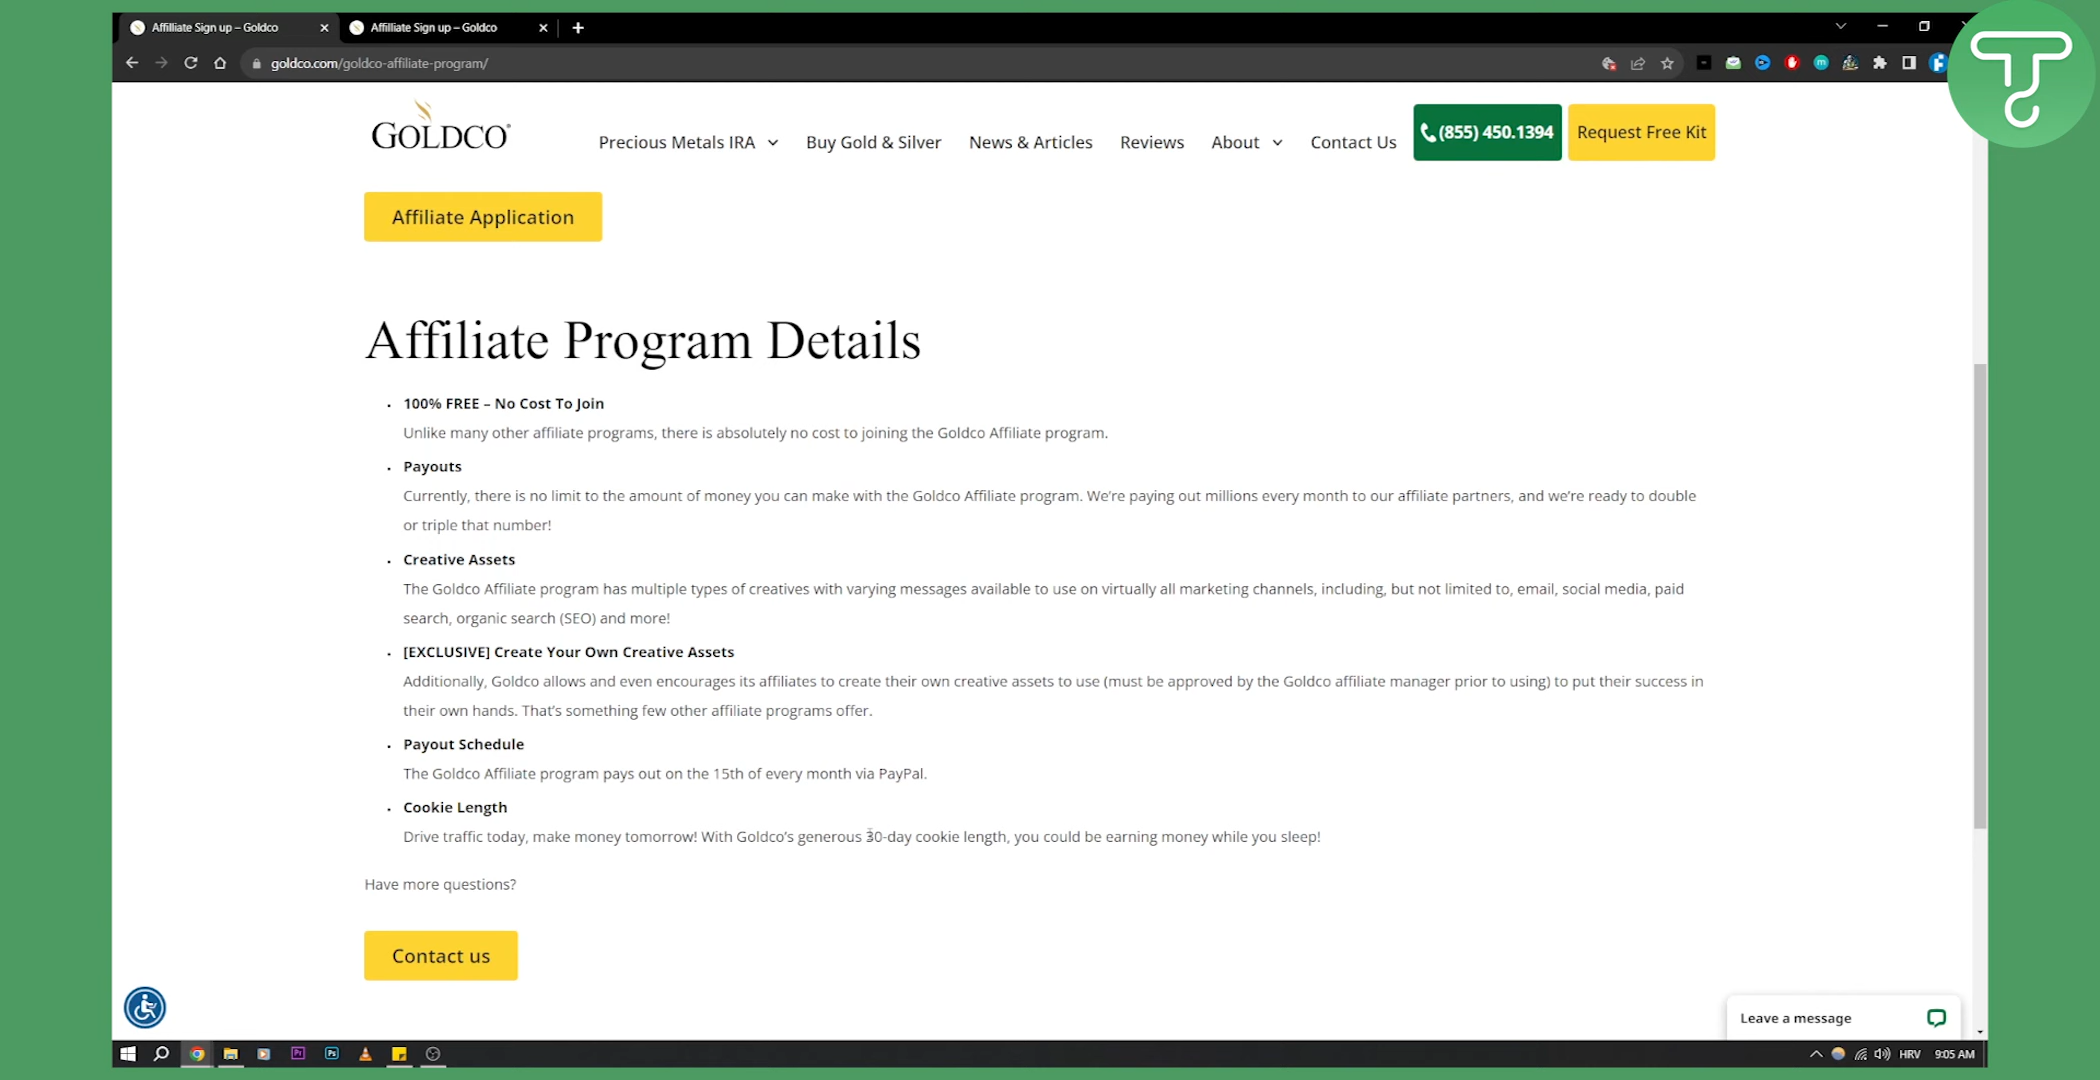 Affilliate Sign up – Goldco
Affilliate Sign up – Goldco
goldco.com/goldco-affiliate-program/
GOLDCO
Precious Metals IRA
Buy Gold & Silver
News & Articles
Reviews
About
Contact Us
(855) 450.1394
Request Free Kit
Affiliate Application
Affiliate Program Details
100% FREE – No Cost To Join
Unlike many other affiliate programs, there is absolutely no cost to joining the Goldco Affiliate program.
Payouts
Currently, there is no limit to the amount of money you can make with the Goldco Affiliate program. We're paying out millions every month to our affiliate partners, and we're ready to double
or triple that number!
Creative Assets
The Goldco Affiliate program has multiple types of creatives with varying messages available to use on virtually all marketing channels, including, but not limited to, email, social media, paid
search, organic search (SEO) and more!
[EXCLUSIVE] Create Your Own Creative Assets
Additionally, Goldco allows and even encourages its affiliates to create their own creative assets to use (must be approved by the Goldco affiliate manager prior to using) to put their success in
their own hands. That's something few other affiliate programs offer.
Payout Schedule
The Goldco Affiliate program pays out on the 15th of every month via PayPal.
Cookie Length
Drive traffic today, make money tomorrow! With Goldco's generous 30-day cookie length, you could be earning money while you sleep!
Have more questions?
Contact us
Leave a message
Pr
Ps
HRV
9:05 AM